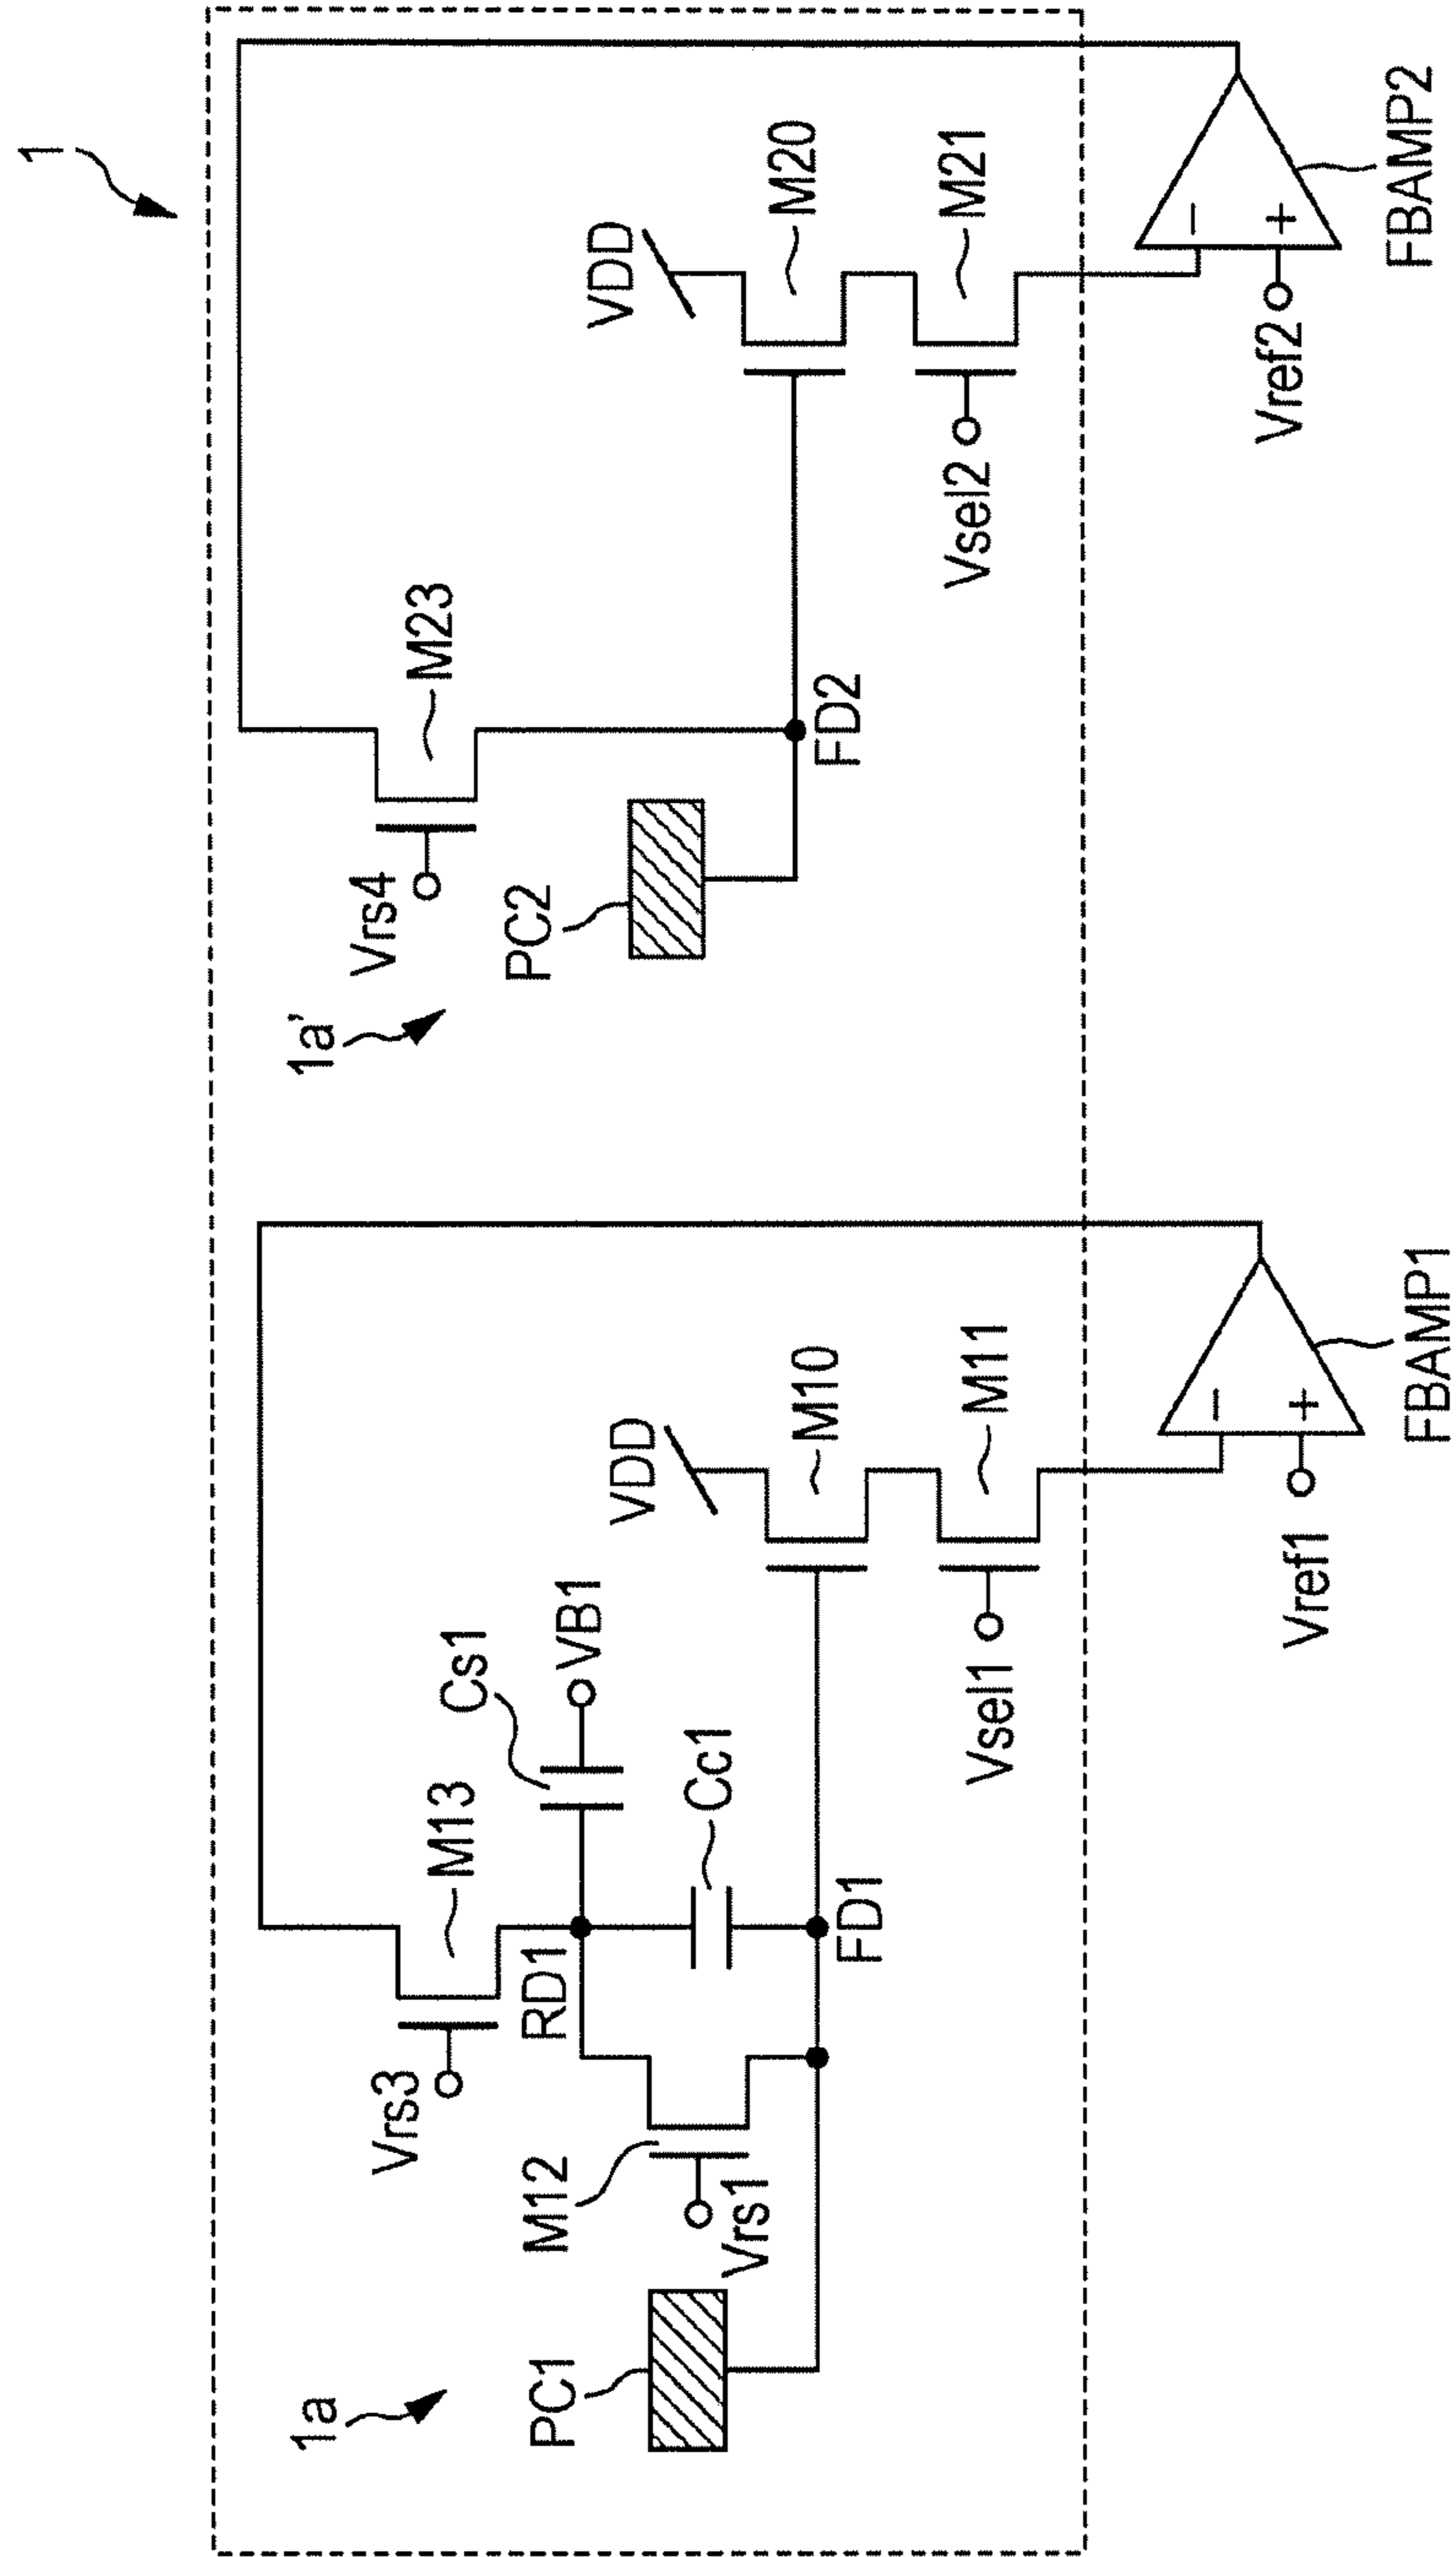 1
1a
PC1
M12
Vrs1
Vrs3
M13
RD1
Cs1
VB1
Cc1
FD1
VDD
M10
M11
Vsel1
Vref1
−
+
FBAMP1
1a'
PC2
Vrs4
M23
FD2
VDD
M20
M21
Vsel2
Vref2
−
+
FBAMP2